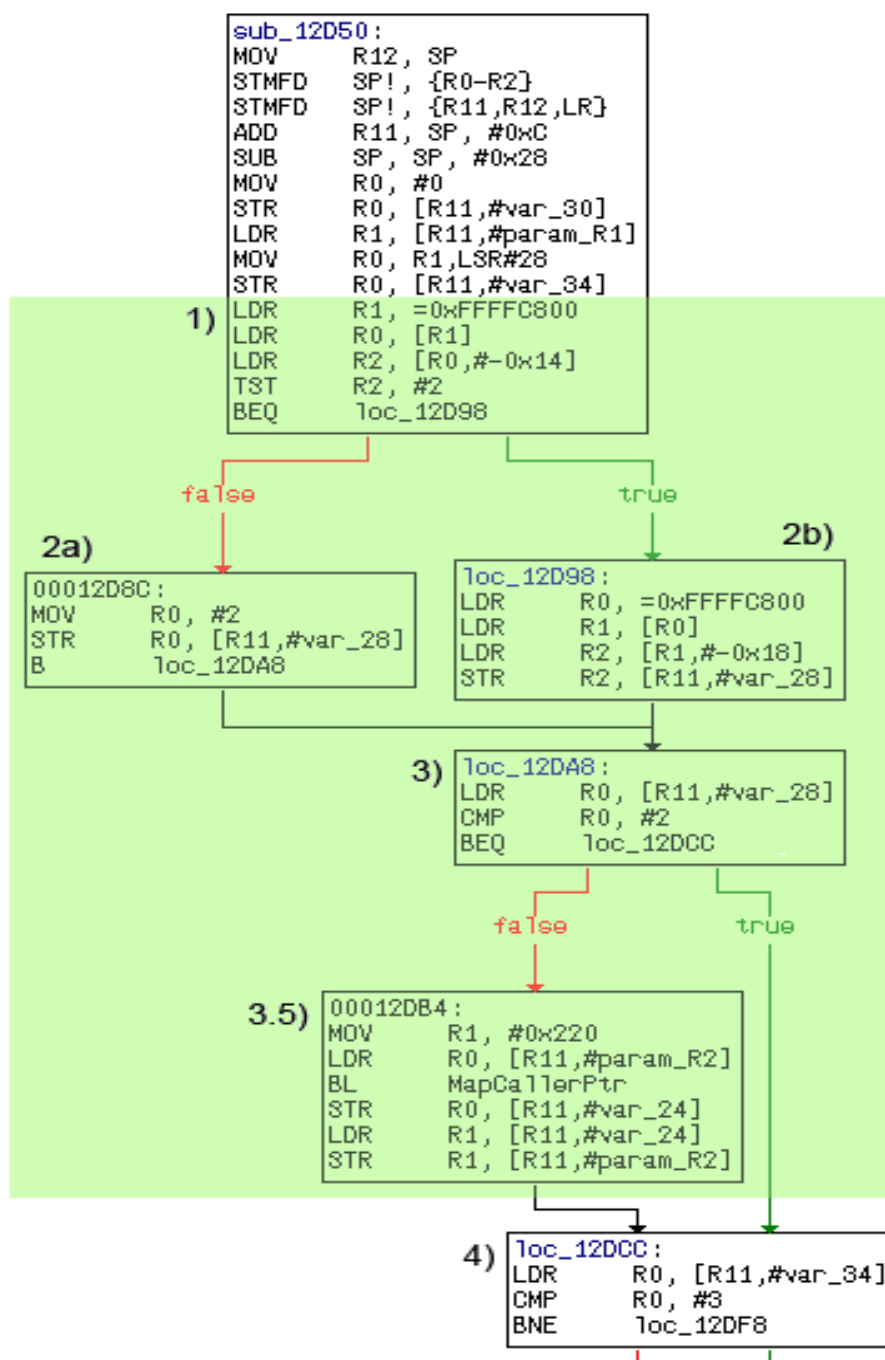 sub_12D50:
MOV R12, SP
STMFD SP!, {R0-R2}
STMFD SP!, {R11,R12,LR}
ADD R11, SP, #0xC
SUB SP, SP, #0x28
MOV R0, #0
STR R0, [R11,#var_30]
LDR R1, [R11,#param_R1]
MOV R0, R1,LSR#28
STR R0, [R11,#var_34]
1) LDR R1, =0xFFFFC800
LDR R0, [R1]
LDR R2, [R0,#-0x14]
TST R2, #2
BEQ loc_12D98
false
true
2a)
00012D8C:
MOV R0, #2
STR R0, [R11,#var_28]
B loc_12DA8
2b)
loc_12D98:
LDR R0, =0xFFFFC800
LDR R1, [R0]
LDR R2, [R1,#-0x18]
STR R2, [R11,#var_28]
3) loc_12DA8:
LDR R0, [R11,#var_28]
CMP R0, #2
BEQ loc_12DCC
false
true
3.5) 00012DB4:
MOV R1, #0x220
LDR R0, [R11,#param_R2]
BL MapCallerPtr
STR R0, [R11,#var_24]
LDR R1, [R11,#var_24]
STR R1, [R11,#param_R2]
4) loc_12DCC:
LDR R0, [R11,#var_34]
CMP R0, #3
BNE loc_12DF8